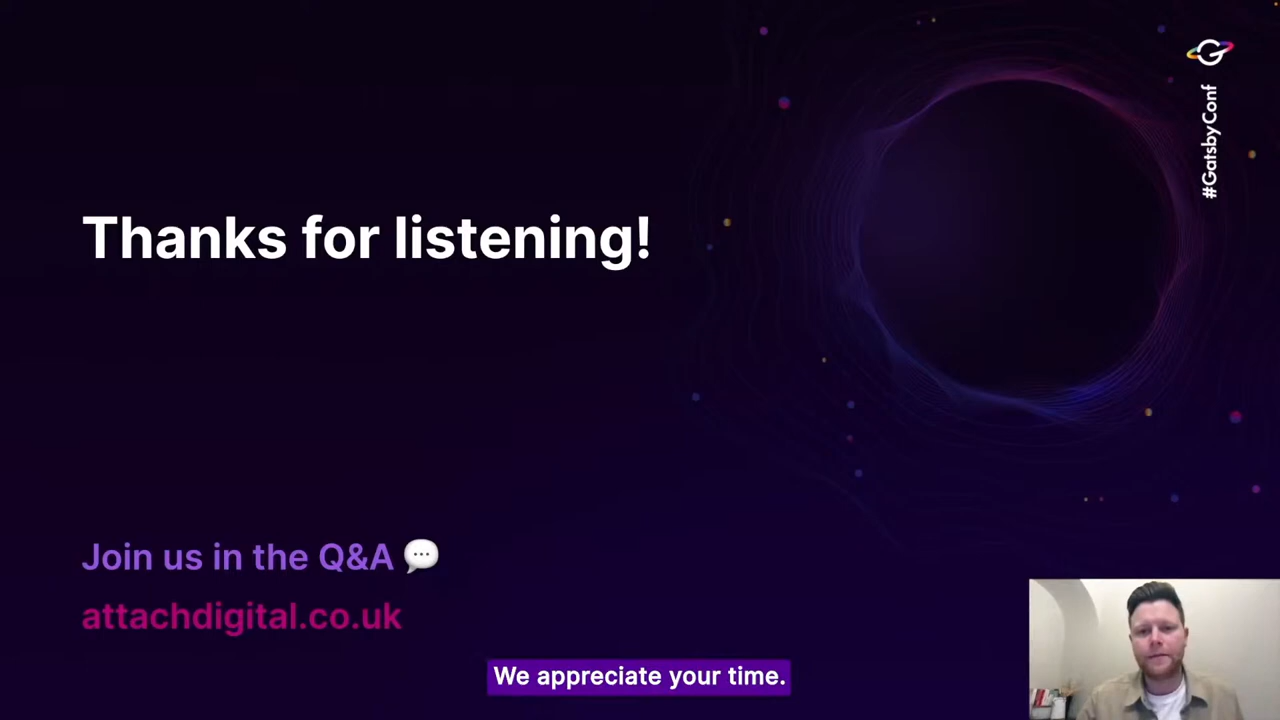 #GatsbyConf
Thanks for listening!
Join us in the Q&A 💬
attachdigital.co.uk
We appreciate your time.